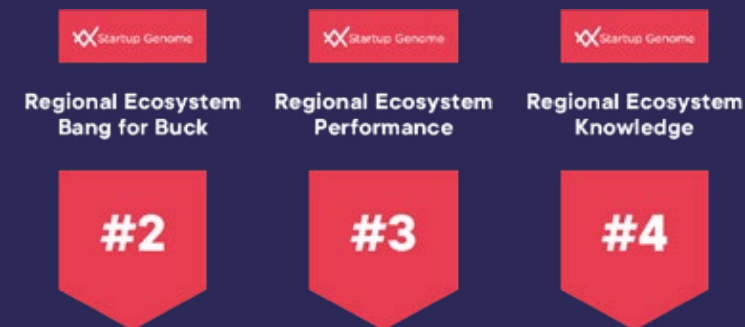 Startup Genome
Regional Ecosystem
Bang for Buck
#2
Startup Genome
Regional Ecosystem
Performance
#3
Startup Genome
Regional Ecosystem
Knowledge
#4